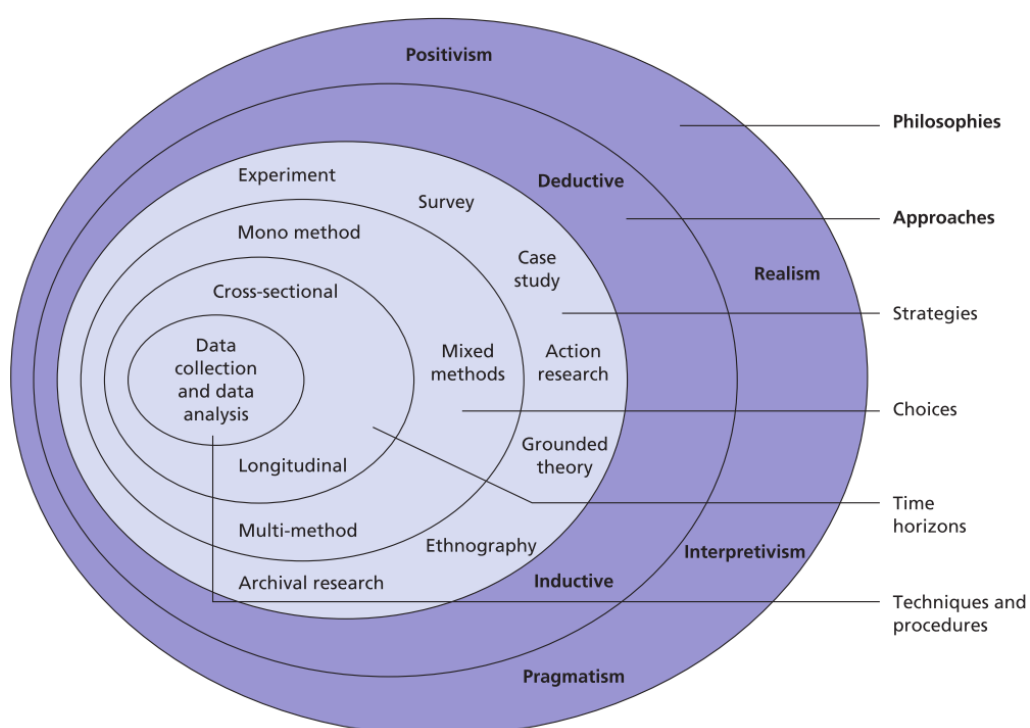 Positivism
Philosophies
Experiment
Deductive
Survey
Approaches
Mono method
Case
study
Realism
Cross-sectional
Strategies
Data
collection
and data
analysis
Mixed
methods
Action
research
Choices
Grounded
theory
Longitudinal
Time
horizons
Multi-method
Ethnography
Interpretivism
Archival research
Inductive
Techniques and
procedures
Pragmatism